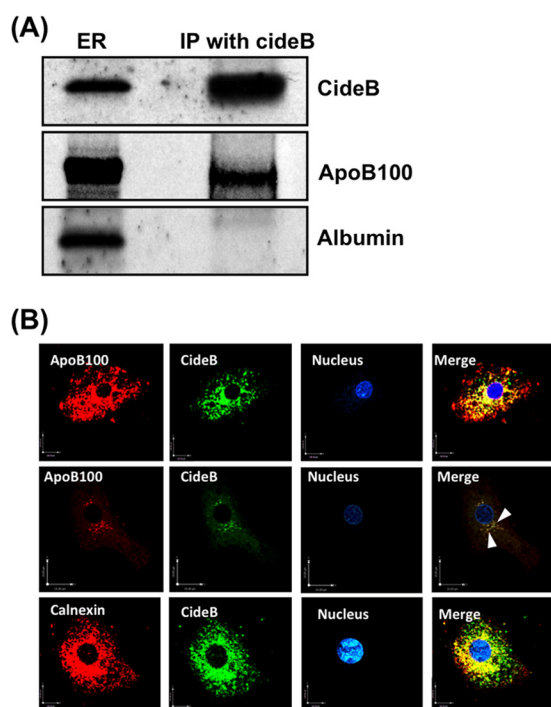 (A)
ER IP with cideB
CideB
ApoB100
Albumin
(B)
ApoB100 CideB Nucleus Merge
ApoB100 CideB Nucleus Merge
Calnexin CideB Nucleus Merge